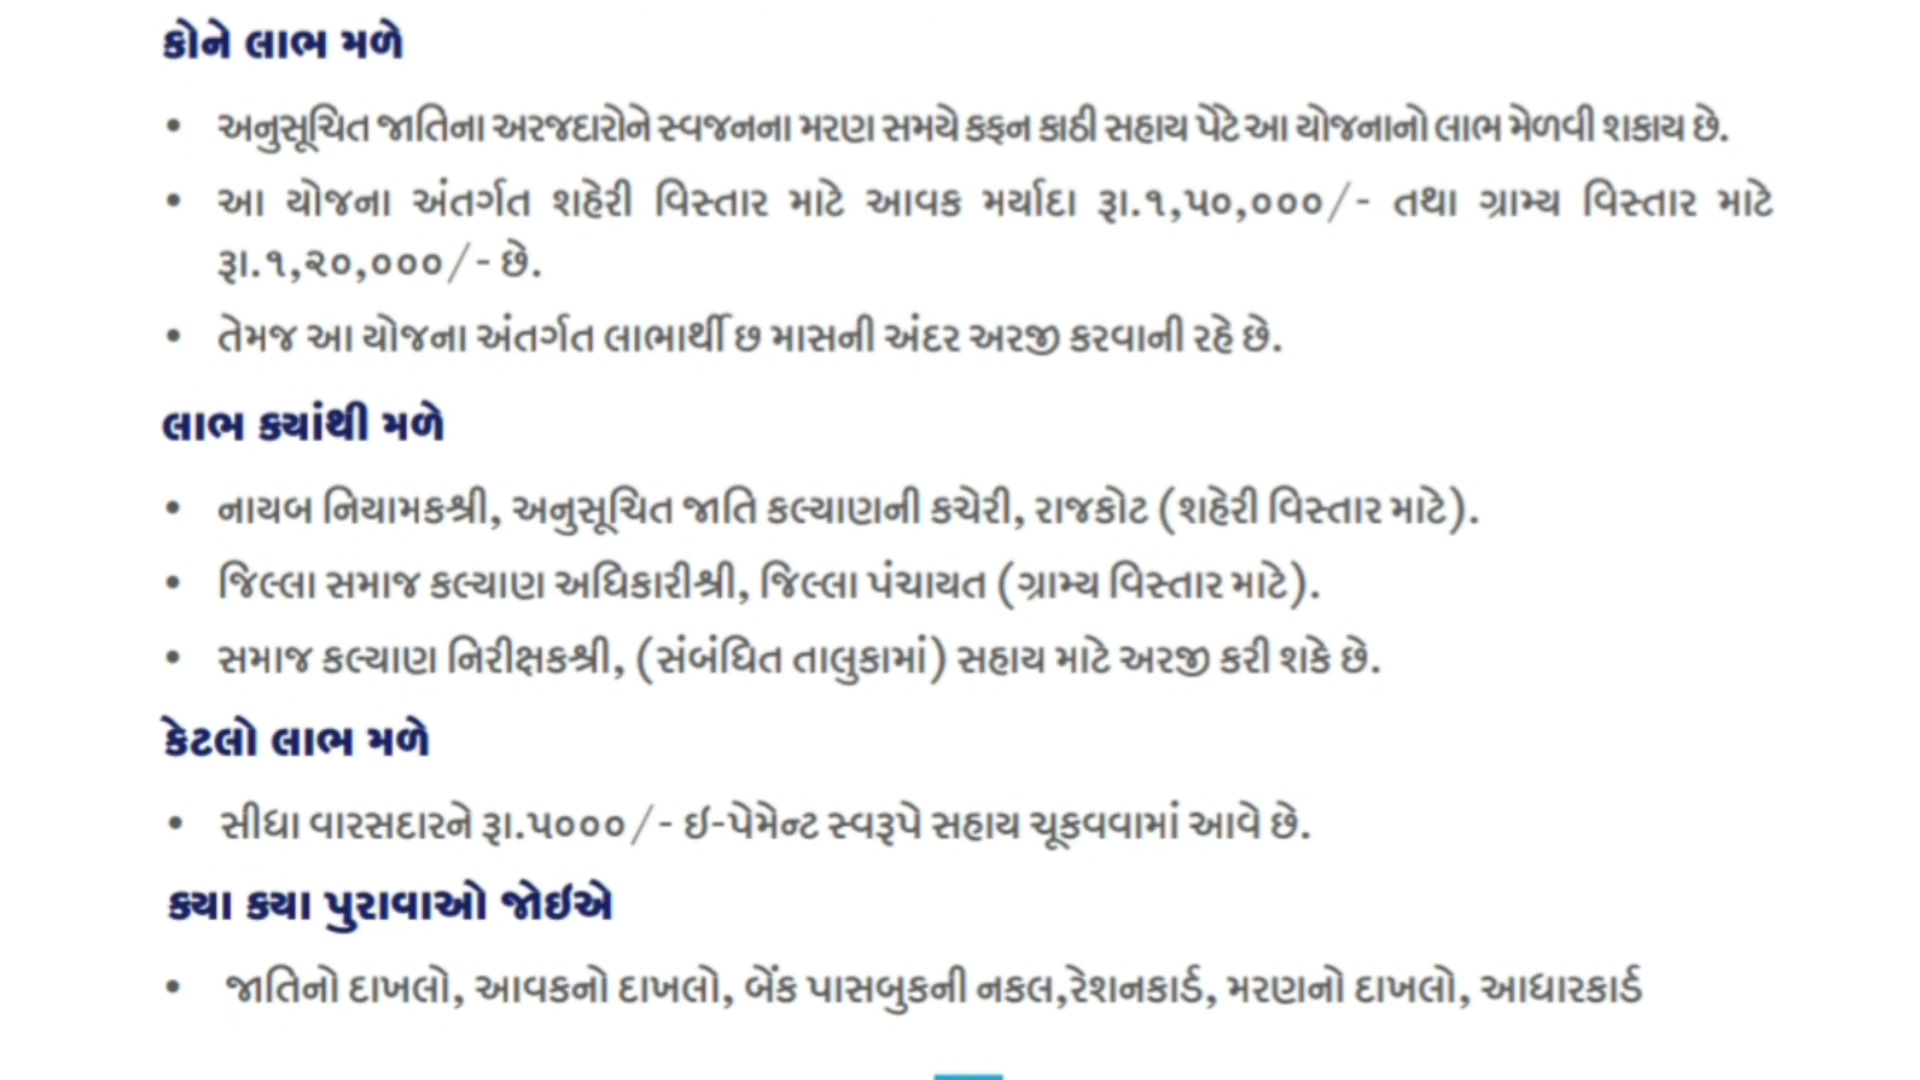 કોને લાભ મળે
• અનુસૂચિત જાતિના અરજદારોને સ્વજનના મરણ સમયે કફન કાઠી સહાય પેટે આ યોજનાનો લાભ મેળવી શકાય છે.
• આ યોજના અંતર્ગત શહેરી વિસ્તાર માટે આવક મર્યાદા રૂા.૧,૫૦,૦૦૦/- તથા ગ્રામ્ય વિસ્તાર માટે
રૂા.૧,૨૦,૦૦૦/- છે.
• તેમજ આ યોજના અંતર્ગત લાભાર્થી છ માસની અંદર અરજી કરવાની રહે છે.
લાભ ક્યાંથી મળે
• નાયબ નિયામકશ્રી, અનુસૂચિત જાતિ કલ્યાણની કચેરી, રાજકોટ (શહેરી વિસ્તાર માટે).
• જિલ્લા સમાજ કલ્યાણ અધિકારીશ્રી, જિલ્લા પંચાયત (ગ્રામ્ય વિસ્તાર માટે).
• સમાજ કલ્યાણ નિરીક્ષકશ્રી, (સંબંધિત તાલુકામાં) સહાય માટે અરજી કરી શકે છે.
કેટલો લાભ મળે
• સીધા વારસદારને રૂા.૫૦૦૦/- ઈ-પેમેન્ટ સ્વરૂપે સહાય ચૂકવવામાં આવે છે.
ક્યા ક્યા પુરાવાઓ જોઈએ
• જાતિનો દાખલો, આવકનો દાખલો, બેંક પાસબુકની નકલ,રેશનકાર્ડ, મરણનો દાખલો, આધારકાર્ડ